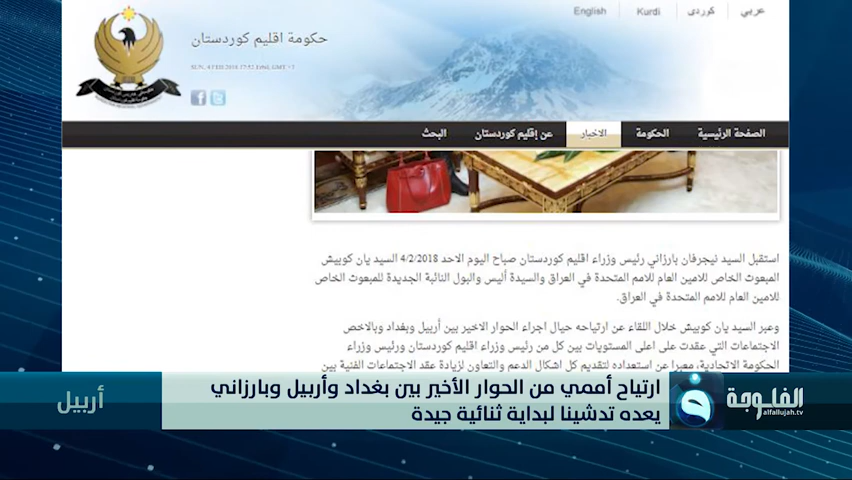 English
Kurdi
كوردی
عربي
حكومة اقليم كوردستان
الصفحة الرئيسية
الحكومة
الاخبار
عن إقليم كوردستان
البحث
استقبل السيد نيجرفان بارزاني رئيس وزراء اقليم كوردستان صباح اليوم الاحد 4/2/2018 السيد يان كوبيش
المبعوث الخاص للامين العام للامم المتحدة في العراق والسيدة أليس والبول النائبة الجديدة للمبعوث الخاص
للامين العام للامم المتحدة في العراق.
وعبر السيد يان كوبيش خلال اللقاء عن ارتياحه حيال اجراء الحوار الاخير بين أربيل وبغداد وبالاخص
الاجتماعات التي عقدت على اعلى المستويات بين كل من رئيس وزراء اقليم كوردستان ورئيس وزراء
الحكومة الاتحادية، معبرا عن استعداده لتقديم كل اشكال الدعم والتعاون لزيادة عقد الاجتماعات الفنية بين
ارتياح أممي من الحوار الأخير بين بغداد وأربيل وبارزاني
يعده تدشينا لبداية ثنائية جيدة
أربيل
الفلوجة
alfallujah.tv